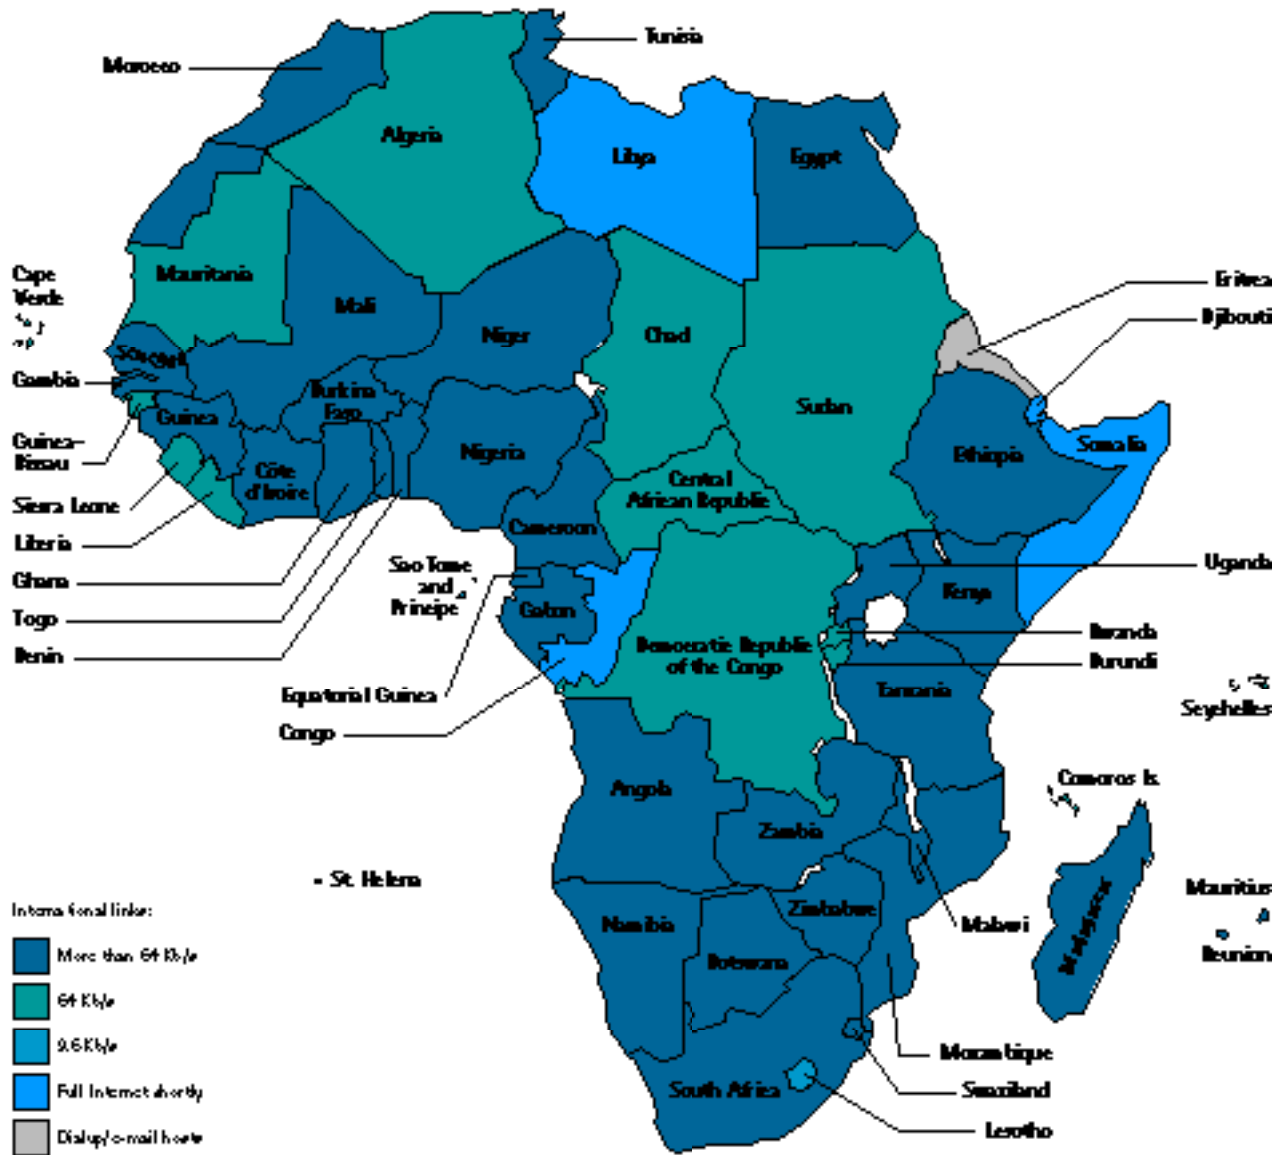 Tunisia
Morocco
Algeria
Libya
Egypt
Cape
Verde
Mauritania
Mali
Niger
Chad
Sudan
Eritrea
Djibouti
Senegal
Gambia
Burkina
Faso
Guinea
Guinea-
Bissau
Nigeria
Ethiopia
Somalia
Côte
d'Ivoire
Central
African Republic
Sierra Leone
Liberia
Cameroon
Ghana
Sao Tome
and
Principe
Uganda
Kenya
Togo
Gabon
Benin
Democratic Republic
of the Congo
Rwanda
Burundi
Equatorial Guinea
Tanzania
Seychelles
Congo
Comoros Is.
Angola
Zambia
St. Helena
Malawi
Madagascar
Mauritius
Reunion
Namibia
Zimbabwe
Botswana
Mozambique
Swaziland
South Africa
Lesotho
International links:
More than 64 Kb/s
64 Kb/s
9.6 Kb/s
Full Internet shortly
Dialup/e-mail hosts